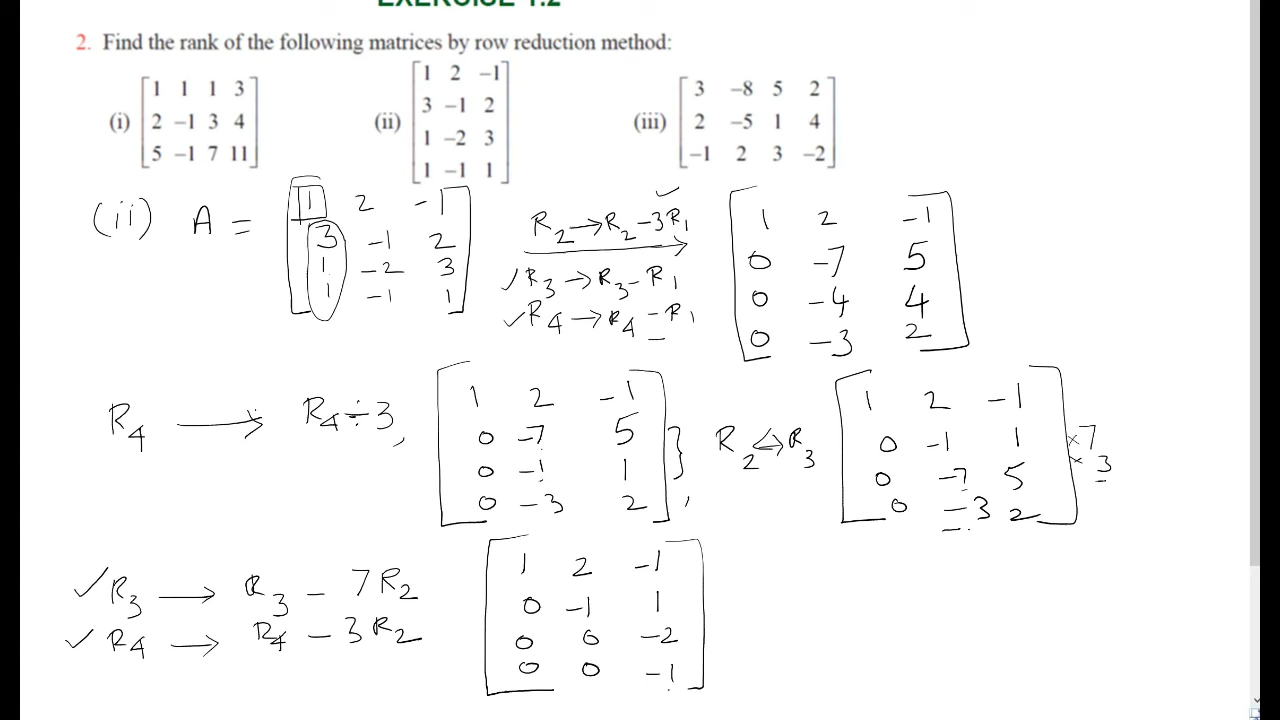 EXERCISE 1.2
2. Find the rank of the following matrices by row reduction method:
(i) [1 1 1 3
2 −1 3 4
5 −1 7 11]
(ii) [1 2 −1
3 −1 2
1 −2 3
1 −1 1]
(iii) [3 −8 5 2
2 −5 1 4
−1 2 3 −2]
(ii) A = [1 2 -1
3 -1 2
1 -2 3
1 -1 1]
R2→R2-3R1 ✓
✓R3→R3-R1
✓R4→R4-R1
[1 2 -1
0 -7 5
0 -4 4
0 -3 2]
R4 → R4÷3,
[1 2 -1
0 -7 5
0 -1 1
0 -3 2] } ,
R2↔R3
[1 2 -1
0 -1 1
0 -7 5
0 -3 2]
×7
×3
✓R3 → R3 - 7R2
✓R4 → R4 - 3R2
[1 2 -1
0 -1 1
0 0 -2
0 0 -1]